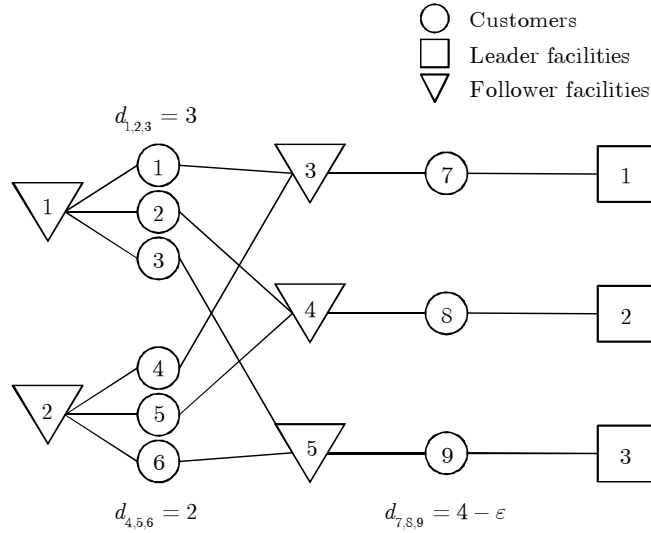 Customers
Leader facilities
Follower facilities
d_{1,2,3} = 3
1
2
3
1
3
7
1
2
4
8
2
4
5
6
5
9
3
d_{4,5,6} = 2
d_{7,8,9} = 4 − ε